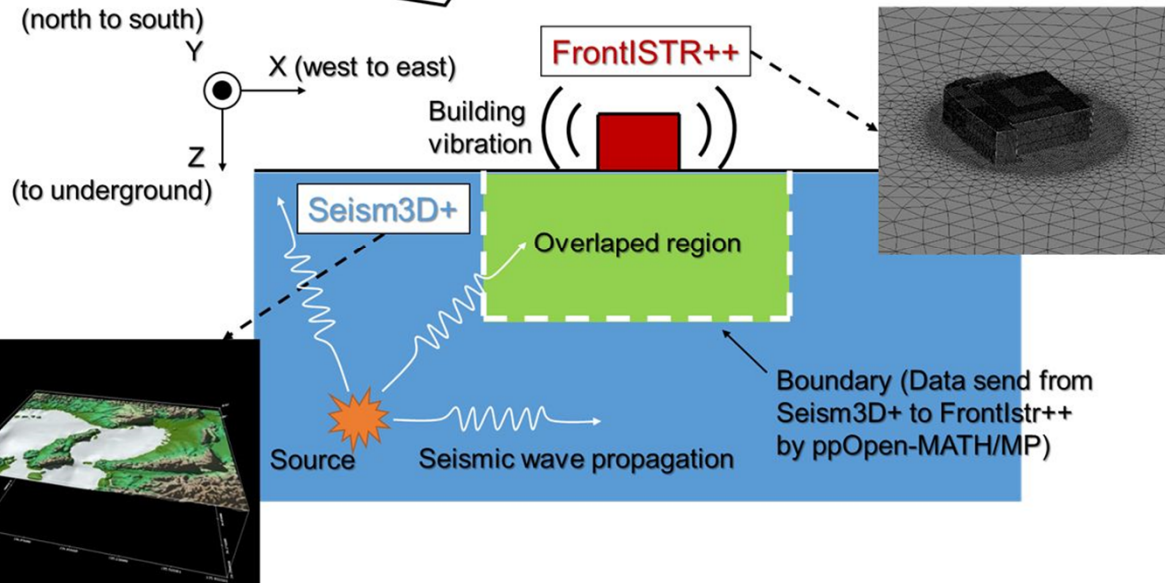 (north to south)
Y
X (west to east)
Z
(to underground)
FrontISTR++
Building
vibration
Seism3D+
Overlaped region
Boundary (Data send from
Seism3D+ to FrontIstr++
by ppOpen-MATH/MP)
Source
Seismic wave propagation